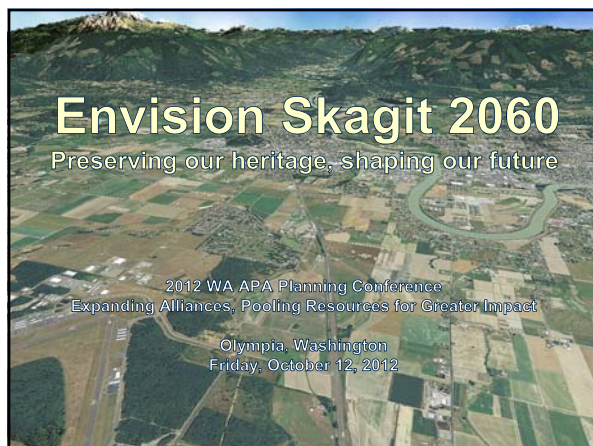 Envision Skagit 2060
Preserving our heritage, shaping our future
2012 WA APA Planning Conference
Expanding Alliances, Pooling Resources for Greater Impact
Olympia, Washington
Friday, October 12, 2012